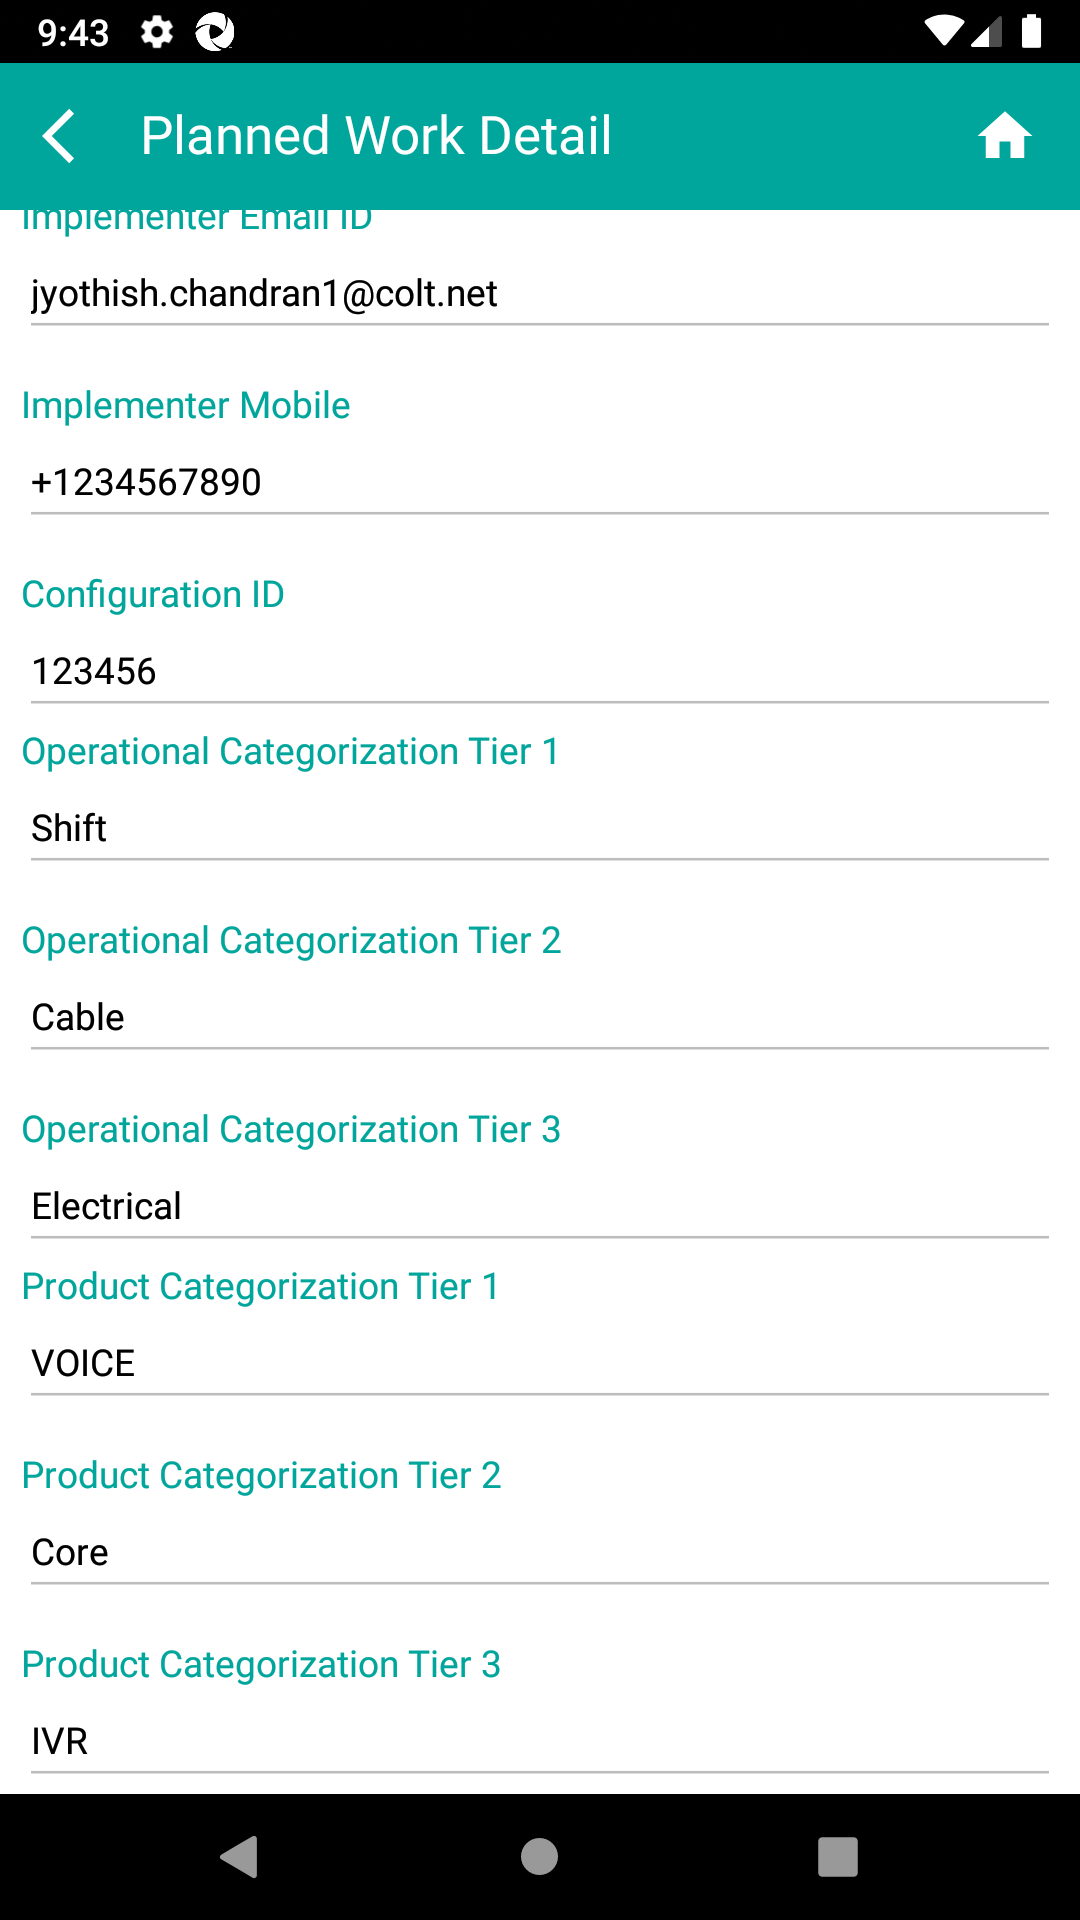 9:43
Planned Work Detail
Implementer Email ID
jyothish.chandran1@colt.net
Implementer Mobile
+1234567890
Configuration ID
123456
Operational Categorization Tier 1
Shift
Operational Categorization Tier 2
Cable
Operational Categorization Tier 3
Electrical
Product Categorization Tier 1
VOICE
Product Categorization Tier 2
Core
Product Categorization Tier 3
IVR